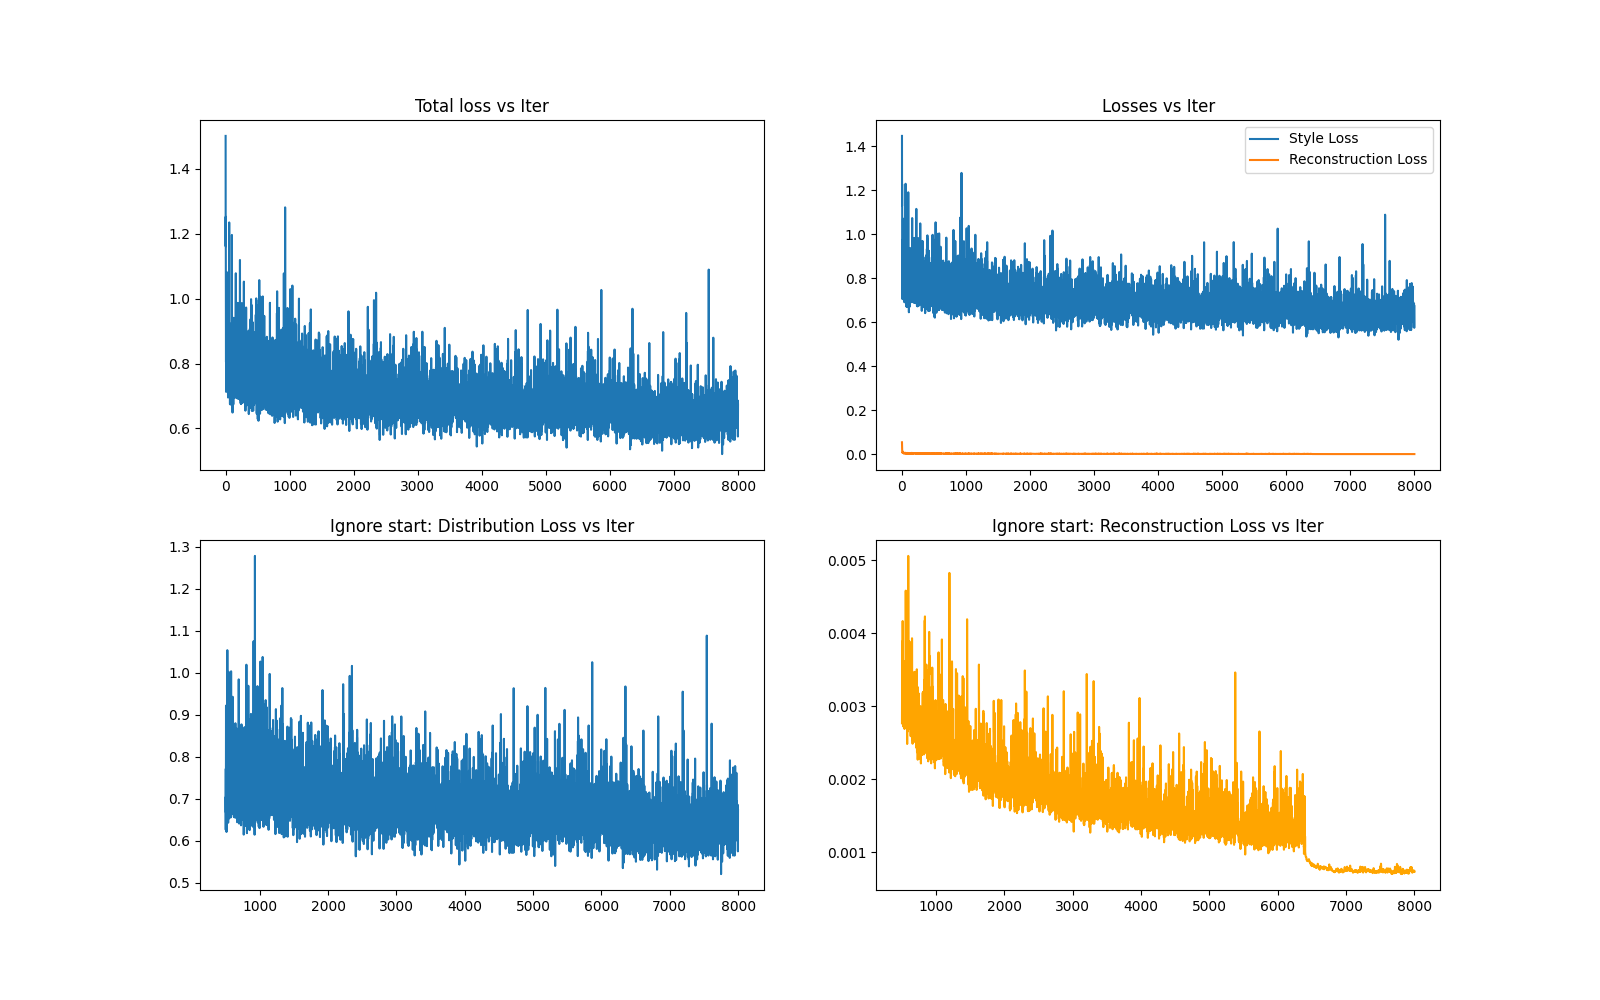 Total loss vs Iter
1.4
1.2
1.0
0.8
0.6
0 1000 2000 3000 4000 5000 6000 7000 8000
Losses vs Iter
Style Loss
Reconstruction Loss
1.4
1.2
1.0
0.8
0.6
0.4
0.2
0.0
0 1000 2000 3000 4000 5000 6000 7000 8000
Ignore start: Distribution Loss vs Iter
1.3
1.2
1.1
1.0
0.9
0.8
0.7
0.6
0.5
1000 2000 3000 4000 5000 6000 7000 8000
Ignore start: Reconstruction Loss vs Iter
0.005
0.004
0.003
0.002
0.001
1000 2000 3000 4000 5000 6000 7000 8000